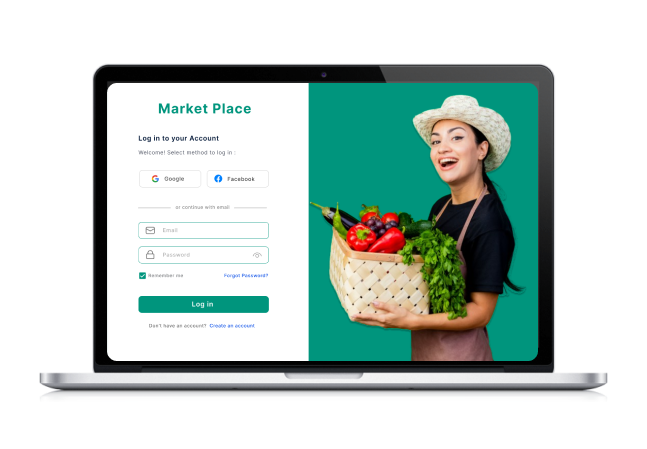 Market Place
Log in to your Account
Welcome! Select method to log in :
Google
Facebook
or continue with email
Email
Password
Remember me
Forgot Password?
Log in
Don't have an account? Create an account